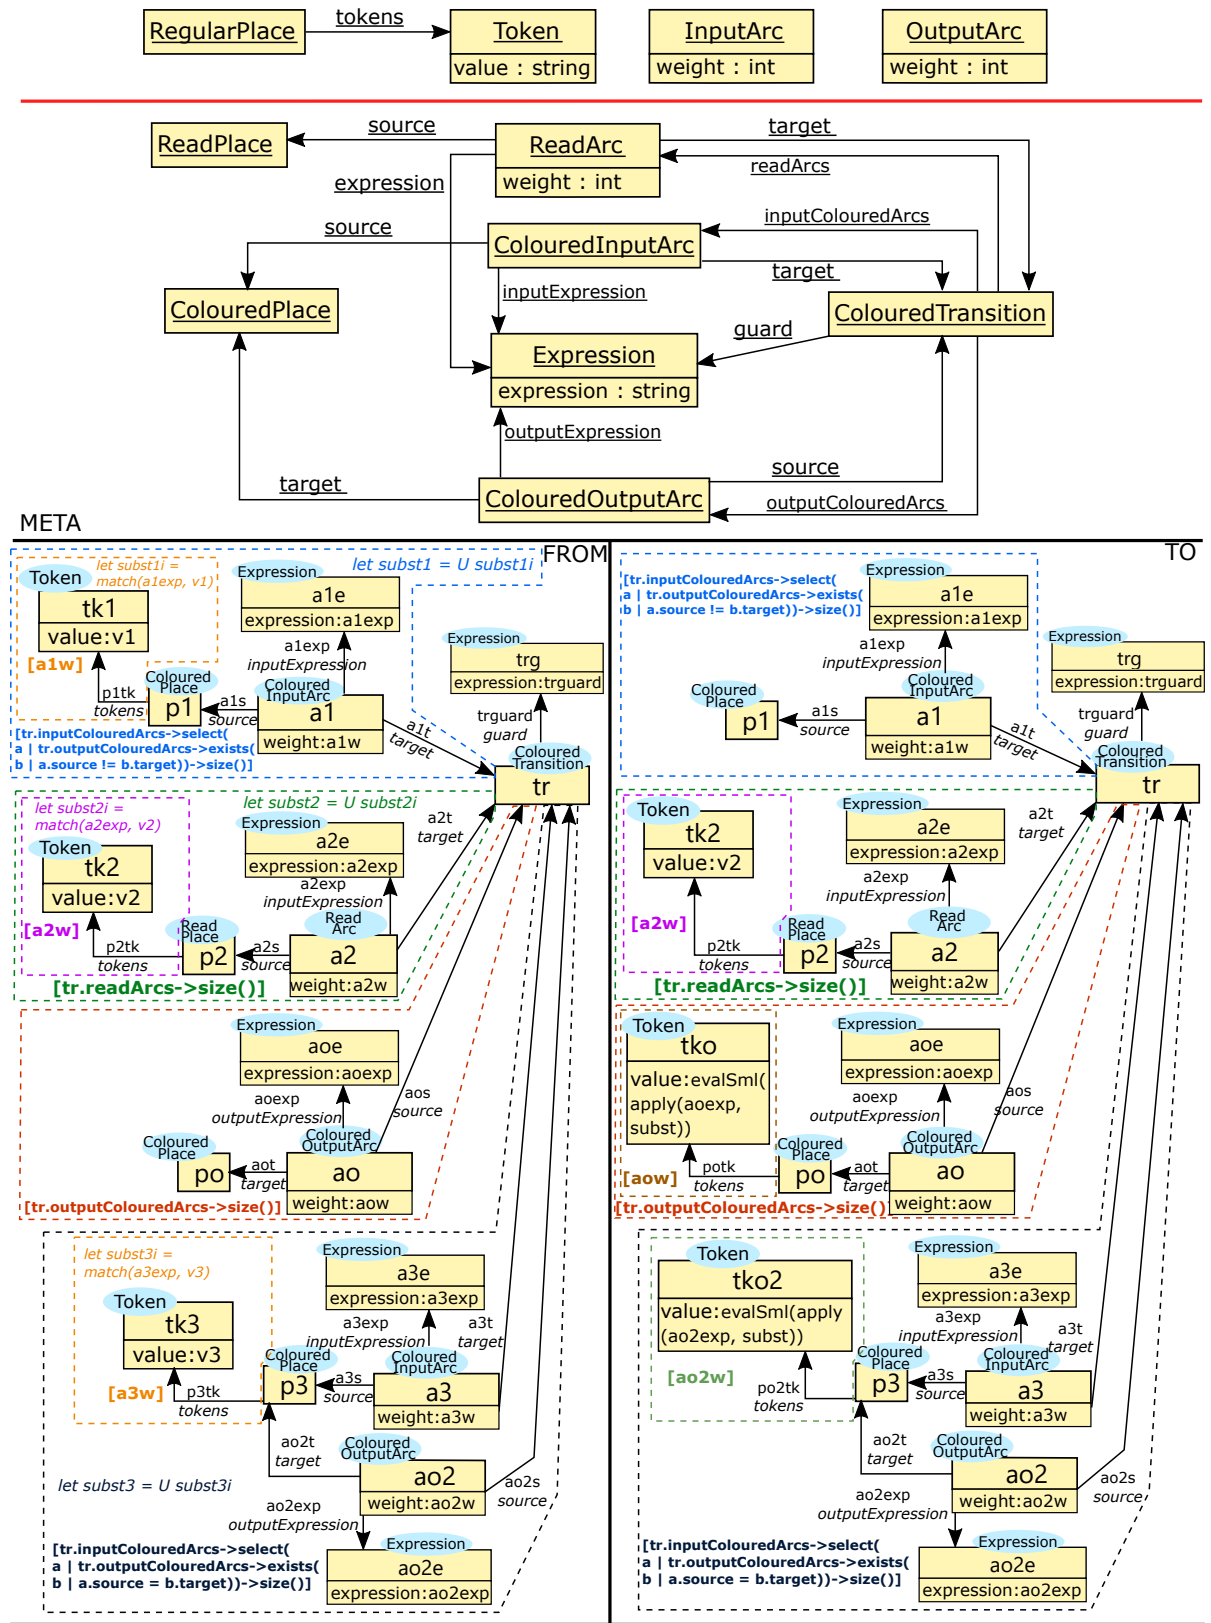 RegularPlace
tokens
Token
value : string
InputArc
weight : int
OutputArc
weight : int
ReadPlace
source
ReadArc
weight : int
target
readArcs
expression
inputColouredArcs
source
ColouredInputArc
target
ColouredPlace
inputExpression
ColouredTransition
guard
Expression
expression : string
outputExpression
target
source
ColouredOutputArc
outputColouredArcs
META
FROM
let subst1i =
match(a1exp, v1)
let subst1 = U subst1i
Token
tk1
value:v1
[a1w]
Expression
a1e
expression:a1exp
a1exp
inputExpression
Expression
trg
expression:trguard
p1tk
tokens
Coloured
Place
p1
a1s
source
Coloured
InputArc
a1
weight:a1w
a1t
target
trguard
guard
[tr.inputColouredArcs->select(
a | tr.outputColouredArcs->exists(
b | a.source != b.target))->size()]
Coloured
Transition
tr
let subst2i =
match(a2exp, v2)
let subst2 = U subst2i
Token
tk2
value:v2
[a2w]
Expression
a2e
expression:a2exp
a2t
target
a2exp
inputExpression
p2tk
tokens
Read
Place
p2
a2s
source
Read
Arc
a2
weight:a2w
[tr.readArcs->size()]
Expression
aoe
expression:aoexp
aoexp
outputExpression
aos
source
Coloured
Place
po
aot
target
Coloured
OutputArc
ao
weight:aow
[tr.outputColouredArcs->size()]
let subst3i =
match(a3exp, v3)
Token
tk3
value:v3
[a3w]
Expression
a3e
expression:a3exp
a3exp
inputExpression
a3t
target
p3tk
tokens
Coloured
Place
p3
a3s
source
Coloured
InputArc
a3
weight:a3w
ao2t
target
Coloured
OutputArc
ao2
weight:ao2w
ao2s
source
let subst3 = U subst3i
ao2exp
outputExpression
[tr.inputColouredArcs->select(
a | tr.outputColouredArcs->exists(
b | a.source = b.target))->size()]
Expression
ao2e
expression:ao2exp
TO
[tr.inputColouredArcs->select(
a | tr.outputColouredArcs->exists(
b | a.source != b.target))->size()]
Expression
a1e
expression:a1exp
a1exp
inputExpression
Expression
trg
expression:trguard
Coloured
Place
p1
a1s
source
Coloured
InputArc
a1
weight:a1w
a1t
target
trguard
guard
Coloured
Transition
tr
Token
tk2
value:v2
[a2w]
Expression
a2e
expression:a2exp
a2t
target
a2exp
inputExpression
p2tk
tokens
Read
Place
p2
a2s
source
Read
Arc
a2
weight:a2w
[tr.readArcs->size()]
Token
tko
value:evalSml(
apply(aoexp,
subst))
[aow]
Expression
aoe
expression:aoexp
aoexp
outputExpression
aos
source
potk
tokens
Coloured
Place
po
aot
target
Coloured
OutputArc
ao
weight:aow
[tr.outputColouredArcs->size()]
Token
tko2
value:evalSml(apply
(ao2exp, subst))
[ao2w]
Expression
a3e
expression:a3exp
a3exp
inputExpression
a3t
target
po2tk
tokens
Coloured
Place
p3
a3s
source
Coloured
InputArc
a3
weight:a3w
ao2t
target
Coloured
OutputArc
ao2
weight:ao2w
ao2s
source
ao2exp
outputExpression
[tr.inputColouredArcs->select(
a | tr.outputColouredArcs->exists(
b | a.source = b.target))->size()]
Expression
ao2e
expression:ao2exp